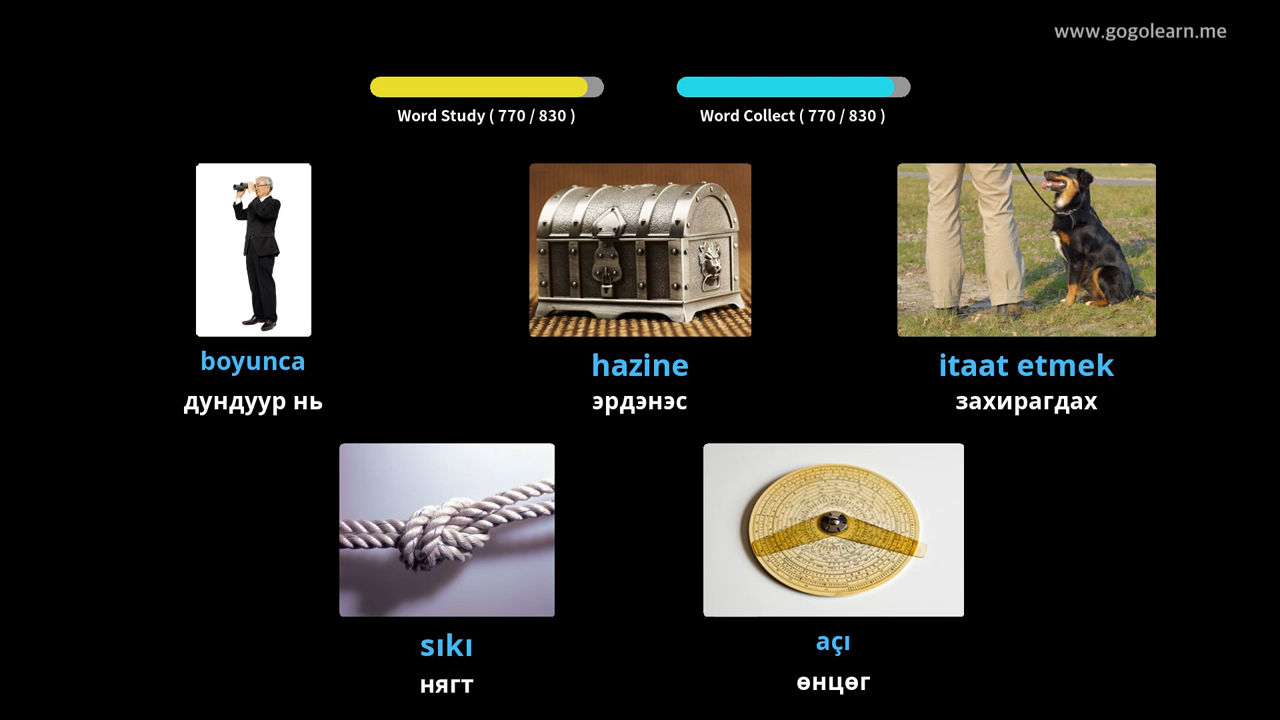 www.gogolearn.me
Word Study ( 770 / 830 )
Word Collect ( 770 / 830 )
boyunca
дундуур нь
hazine
эрдэнэс
itaat etmek
захирагдах
sıkı
нягт
açı
өнцөг